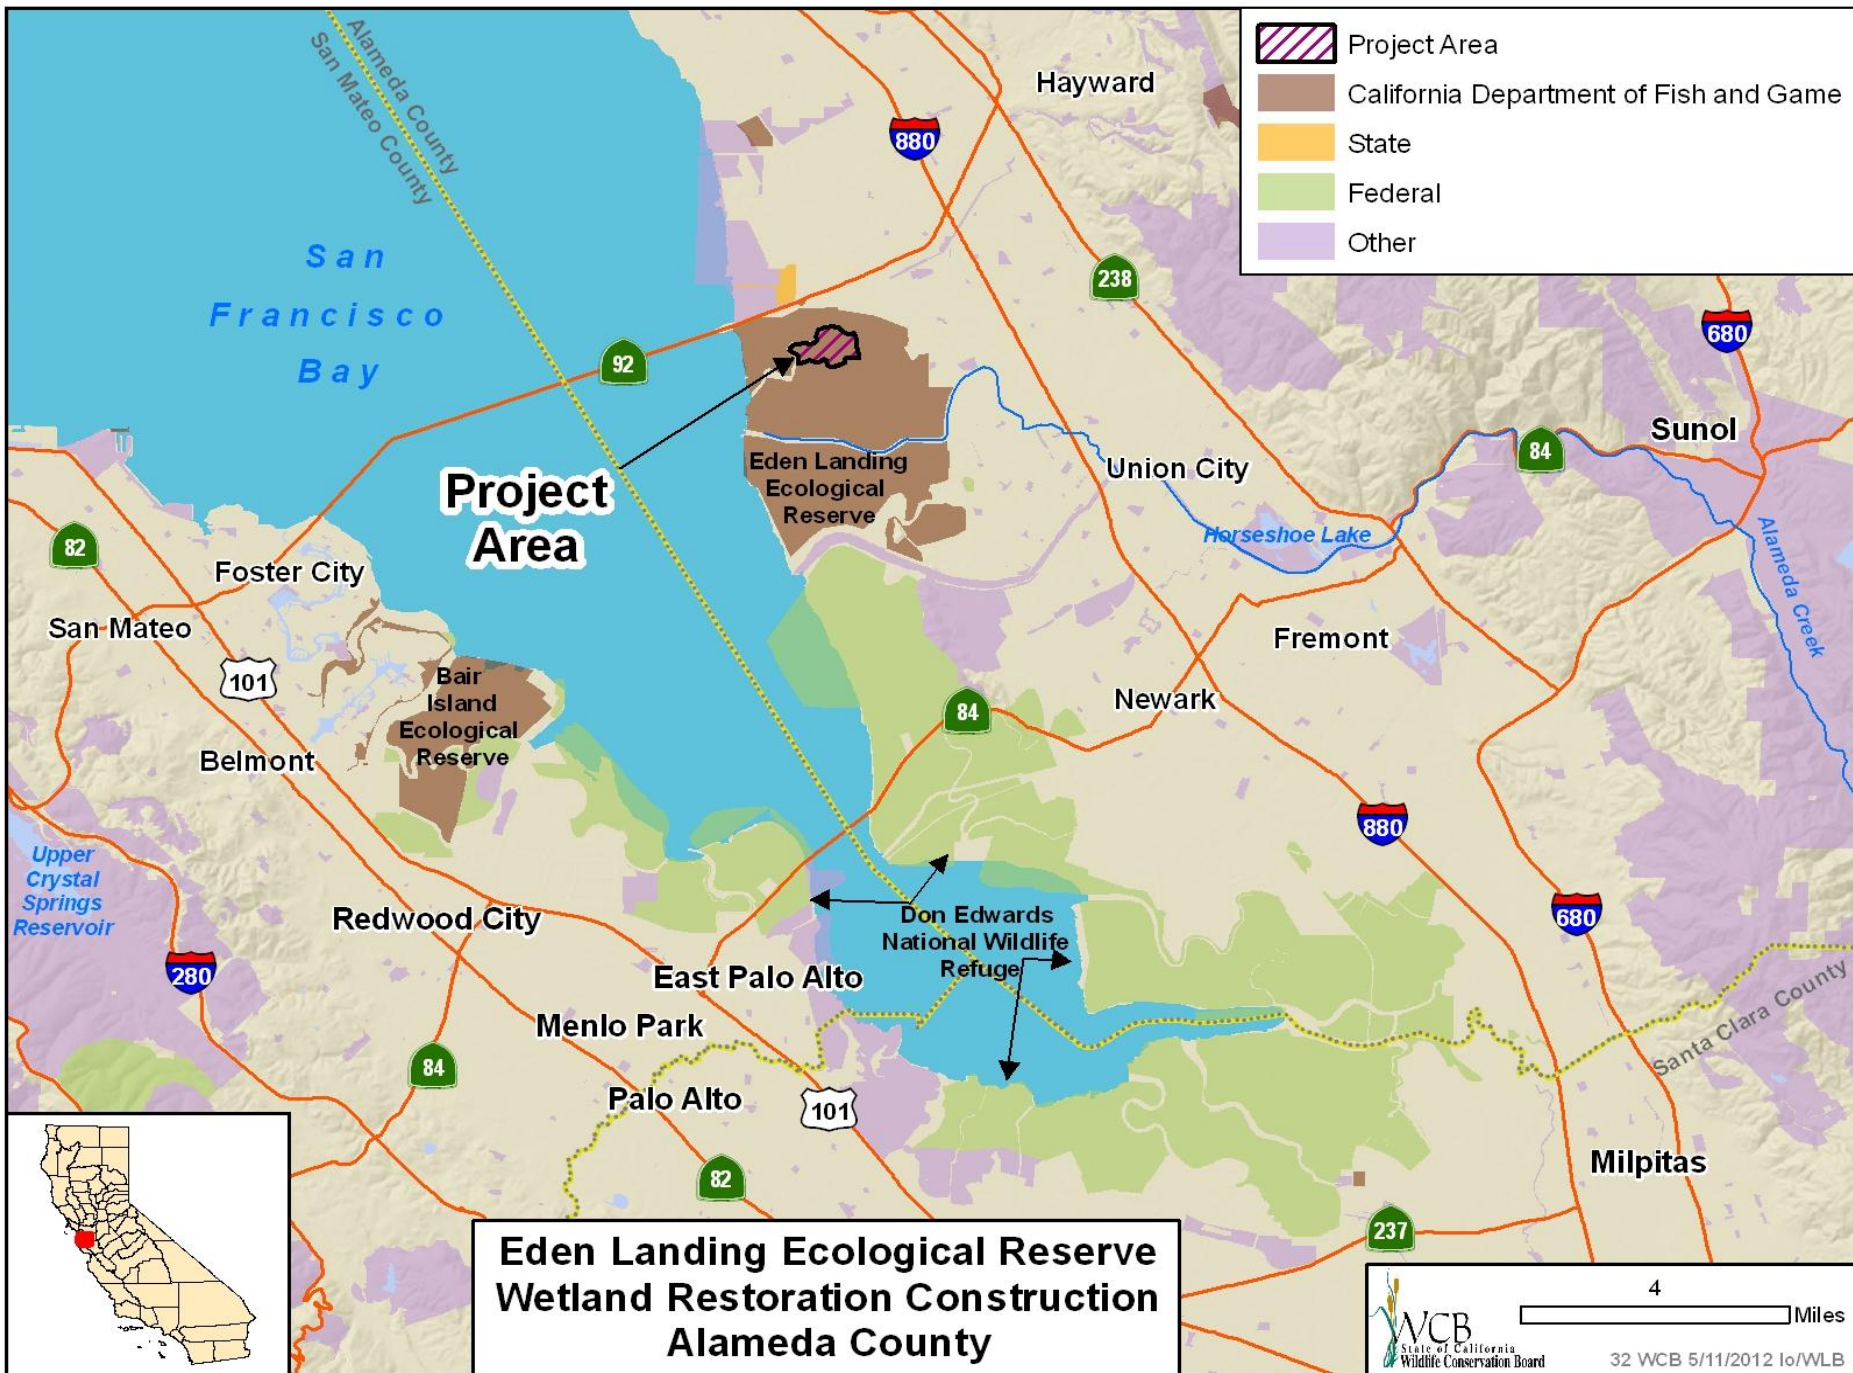 Alameda County
San Mateo County
San
Francisco
Bay
Hayward
880
238
92
680
Project Area
California Department of Fish and Game
State
Federal
Other
Sunol
84
Union City
Eden Landing
Ecological
Reserve
Project
Area
Horseshoe Lake
Alameda Creek
82
Foster City
San Mateo
101
Fremont
Newark
84
Bair
Island
Ecological
Reserve
Belmont
880
Upper
Crystal
Springs
Reservoir
Redwood City
Don Edwards
National Wildlife
Refuge
680
280
East Palo Alto
Menlo Park
Santa Clara County
84
Palo Alto
101
82
Milpitas
237
Eden Landing Ecological Reserve
Wetland Restoration Construction
Alameda County
4
Miles
WCB
State of California
Wildlife Conservation Board
32 WCB 5/11/2012 lo/WLB